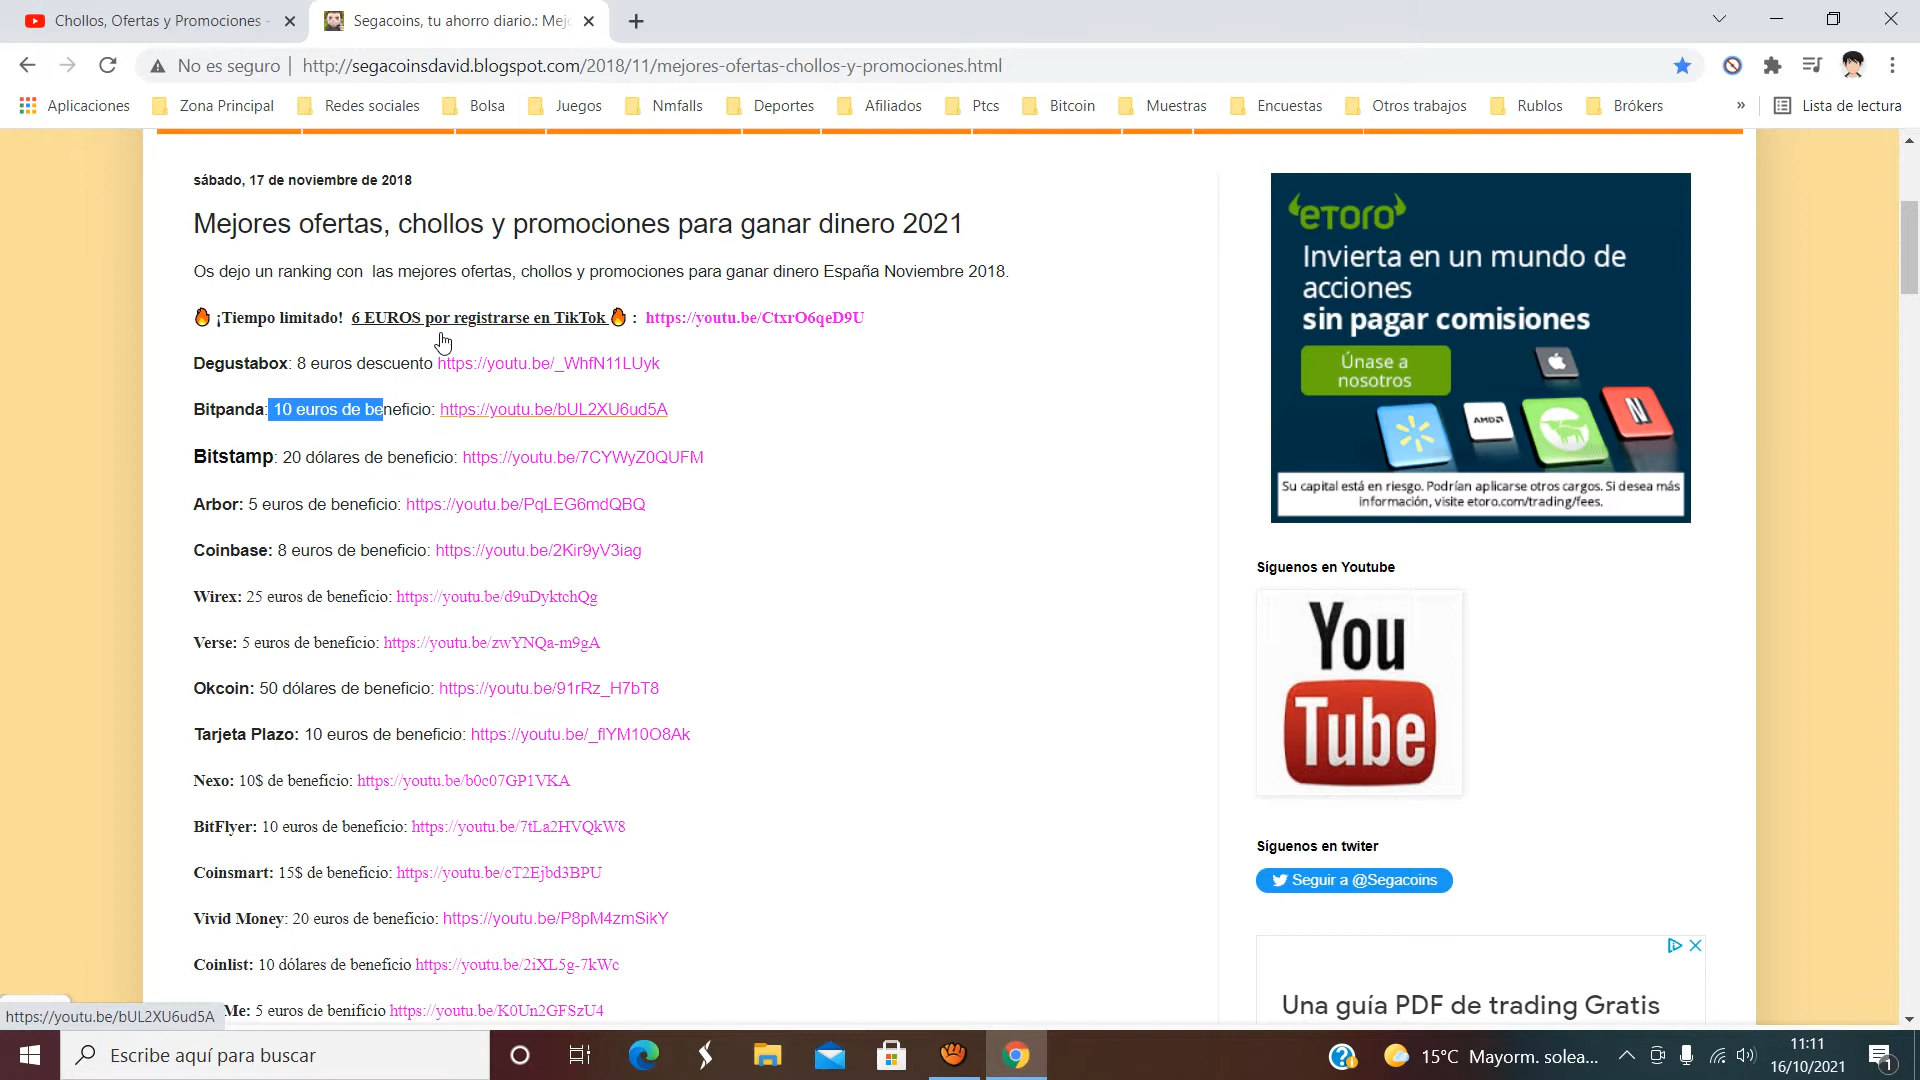 Chollos, Ofertas y Promociones -
Segacoins, tu ahorro diario.: Mejo
No es seguro
http://segacoinsdavid.blogspot.com/2018/11/mejores-ofertas-chollos-y-promociones.html
Aplicaciones
Zona Principal
Redes sociales
Bolsa
Juegos
Nmfalls
Deportes
Afiliados
Ptcs
Bitcoin
Muestras
Encuestas
Otros trabajos
Rublos
Brókers
»
Lista de lectura
sábado, 17 de noviembre de 2018
Mejores ofertas, chollos y promociones para ganar dinero 2021
Os dejo un ranking con las mejores ofertas, chollos y promociones para ganar dinero España Noviembre 2018.
🔥 ¡Tiempo limitado! 6 EUROS por registrarse en TikTok 🔥 : https://youtu.be/CtxrO6qeD9U
Degustabox: 8 euros descuento https://youtu.be/_WhfN11LUyk
Bitpanda: 10 euros de beneficio: https://youtu.be/bUL2XU6ud5A
Bitstamp: 20 dólares de beneficio: https://youtu.be/7CYWyZ0QUFM
Arbor: 5 euros de beneficio: https://youtu.be/PqLEG6mdQBQ
Coinbase: 8 euros de beneficio: https://youtu.be/2Kir9yV3iag
Wirex: 25 euros de beneficio: https://youtu.be/d9uDyktchQg
Verse: 5 euros de beneficio: https://youtu.be/zwYNQa-m9gA
Okcoin: 50 dólares de beneficio: https://youtu.be/91rRz_H7bT8
Tarjeta Plazo: 10 euros de beneficio: https://youtu.be/_flYM10O8Ak
Nexo: 10$ de beneficio: https://youtu.be/b0c07GP1VKA
BitFlyer: 10 euros de beneficio: https://youtu.be/7tLa2HVQkW8
Coinsmart: 15$ de beneficio: https://youtu.be/cT2Ejbd3BPU
Vivid Money: 20 euros de beneficio: https://youtu.be/P8pM4zmSikY
Coinlist: 10 dólares de beneficio https://youtu.be/2iXL5g-7kWc
Me: 5 euros de benificio https://youtu.be/K0Un2GFSzU4
https://youtu.be/bUL2XU6ud5A
eToro
Invierta en un mundo de
acciones
sin pagar comisiones
Únase a
nosotros
AMD
N
Su capital está en riesgo. Podrían aplicarse otros cargos. Si desea más
información, visite etoro.com/trading/fees.
Síguenos en Youtube
You
Tube
Síguenos en twiter
Seguir a @Segacoins
Una guía PDF de trading Gratis
Escribe aquí para buscar
15°C Mayorm. solea...
11:11
16/10/2021
1